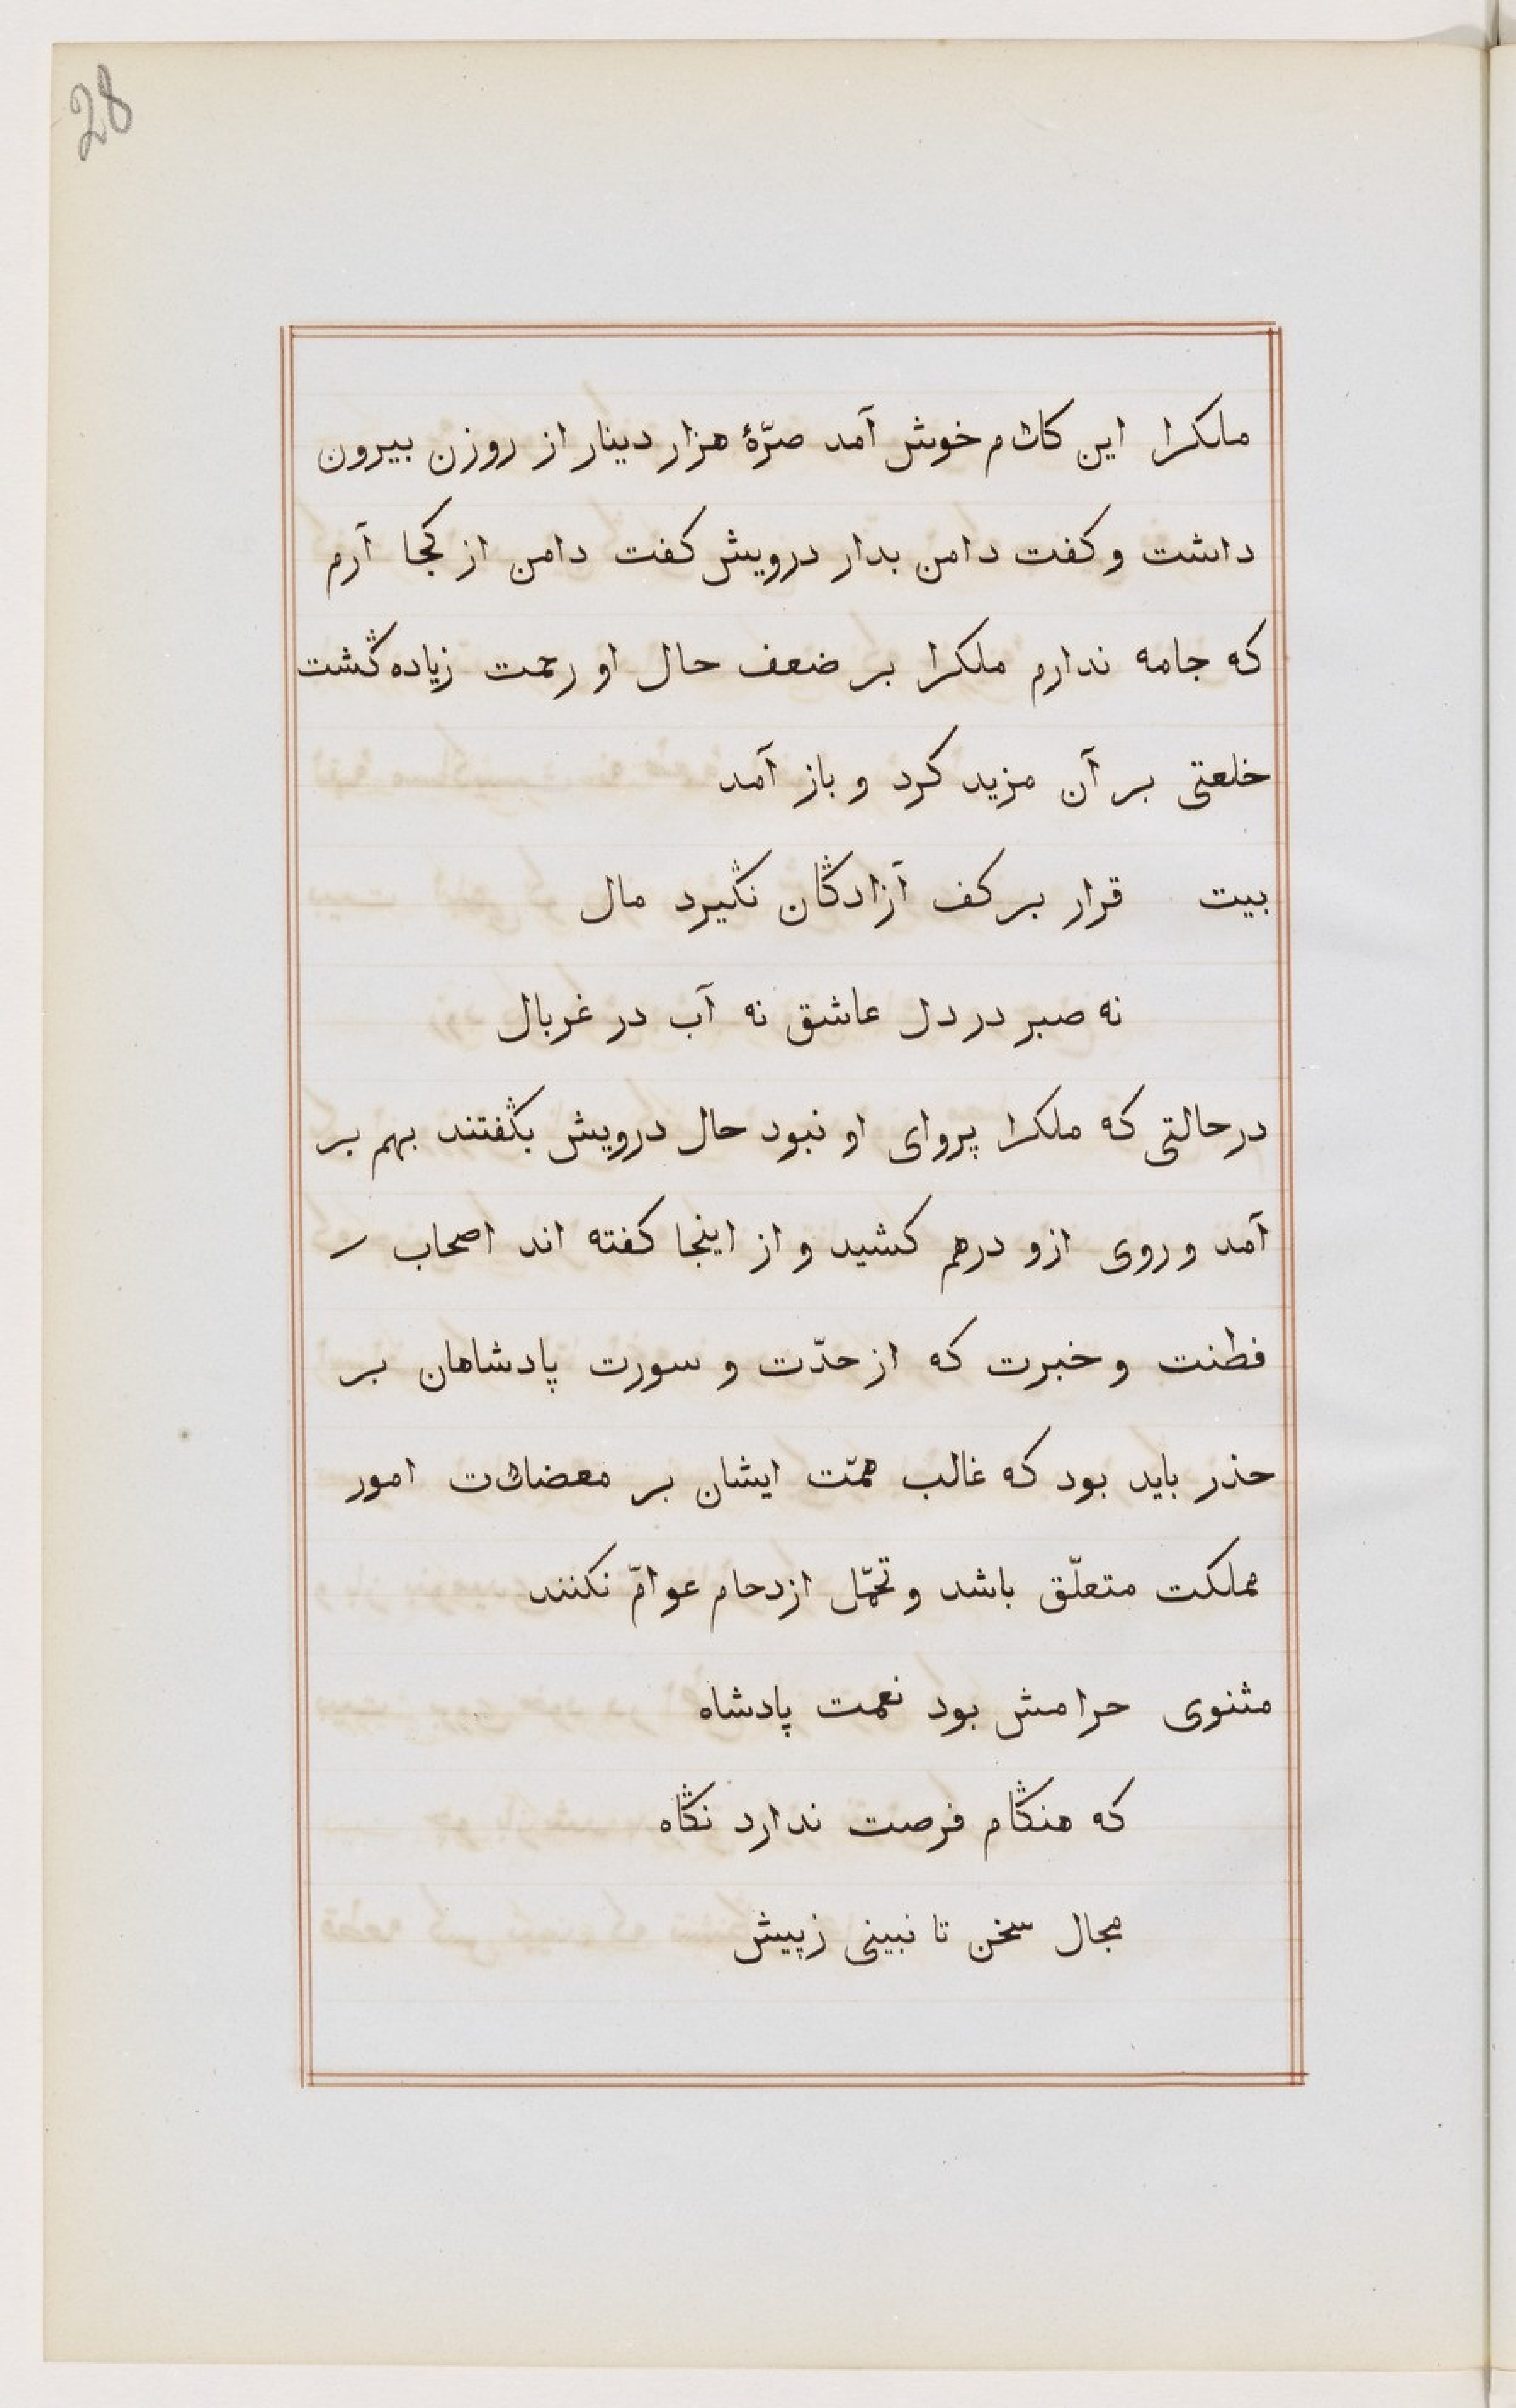 28
ملکرا این کلام خوش آمد صرّهٔ هزار دینار از روزن بیرون
داشت و کفت دامن بدار درویش کفت دامن از کجا آرم
که جامه ندارم ملکرا بر ضعف حال او رحمت زیاده گشت
خلعتی بر آن مزید کرد و باز آمد
بیت قرار بر کف آزادگان نگیرد مال
نه صبر در دل عاشق نه آب در غربال
در حالتی که ملکرا پروای او نبود حال درویش بگفتند بهم بر
آمد و روی ازو درهم کشید و از اینجا کفته اند اصحاب
فطنت و خبرت که از حدّت و سورت پادشاهان بر
حذر باید بود که غالب همّت ایشان بر معضلات امور
مملکت متعلّق باشد و تحمّل ازدحام عوامّ نکنند
مثنوی حرامش بود نعمت پادشاه
که هنگام فرصت ندارد نگاه
مجال سخن تا نبینی ز پیش